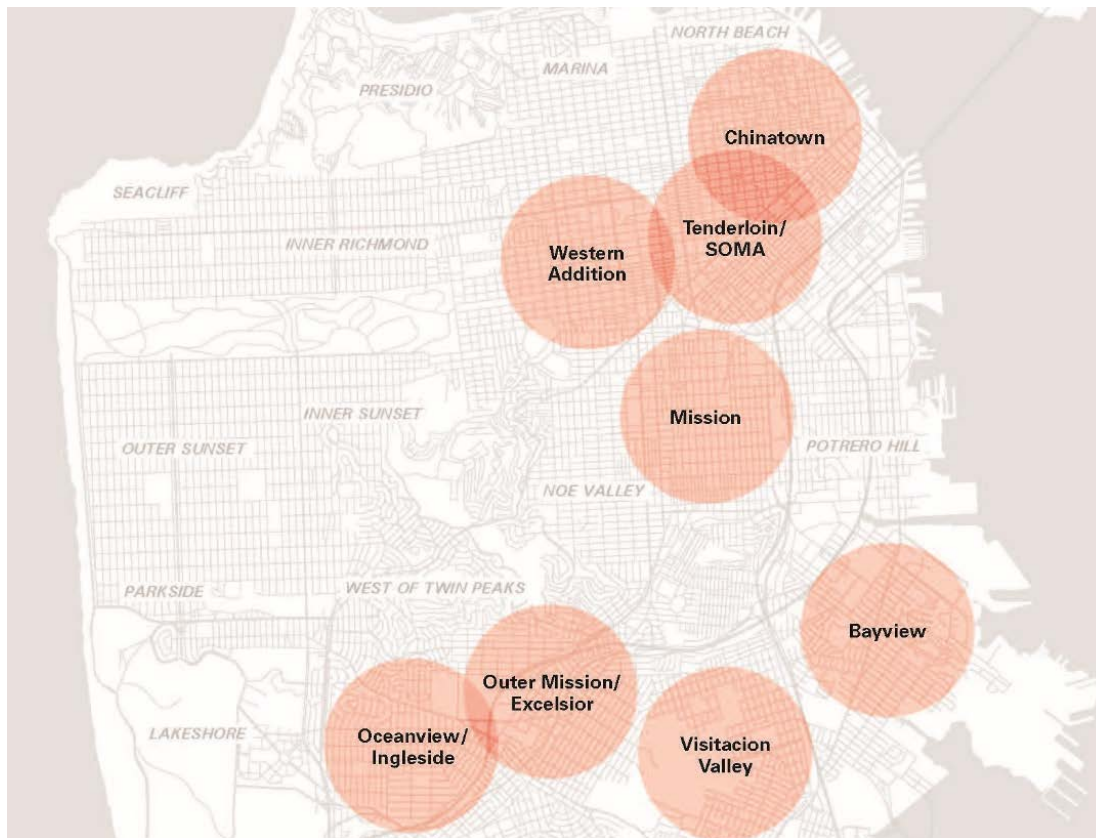 NORTH BEACH
MARINA
PRESIDIO
Chinatown
SEACLIFF
Tenderloin/
SOMA
INNER RICHMOND
Western
Addition
INNER SUNSET
Mission
OUTER SUNSET
POTRERO HILL
NOE VALLEY
PARKSIDE
WEST OF TWIN PEAKS
Bayview
Outer Mission/
Excelsior
LAKESHORE
Oceanview/
Ingleside
Visitacion
Valley